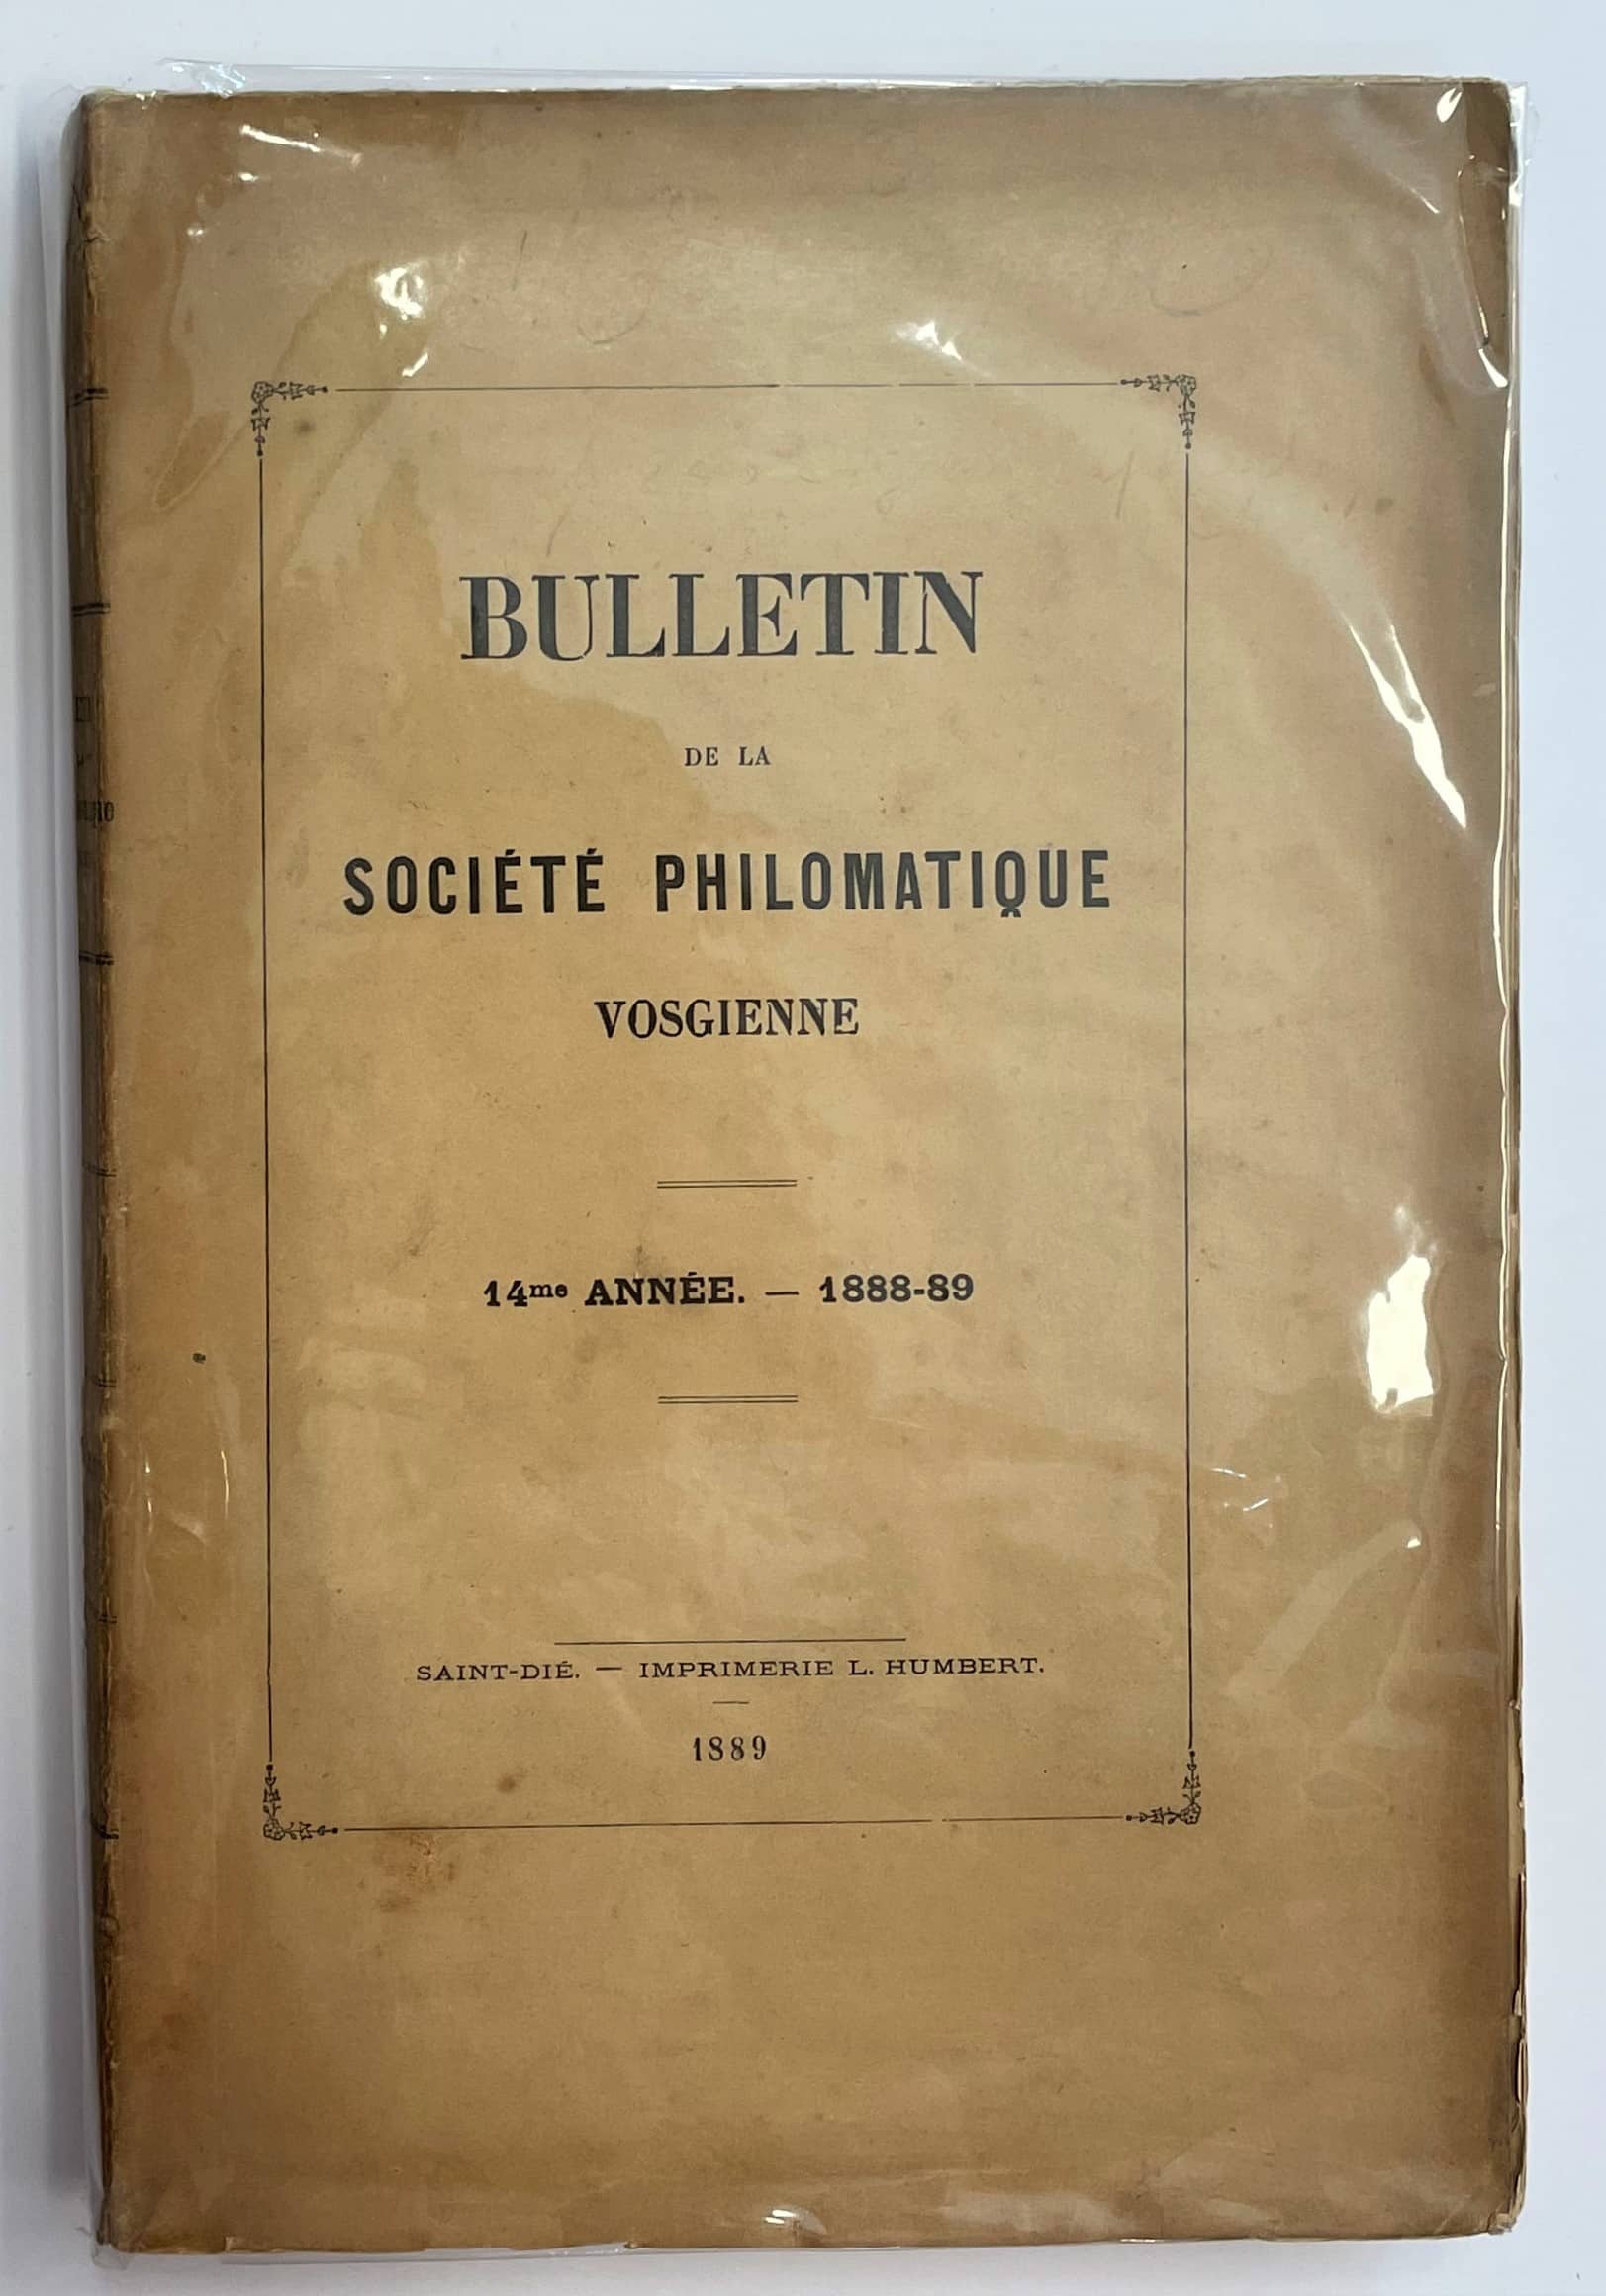 BULLETIN
DE LA
SOCIÉTÉ PHILOMATIQUE
VOSGIENNE
14me ANNÉE. — 1888-89
SAINT-DIÉ. — IMPRIMERIE L. HUMBERT.
1889